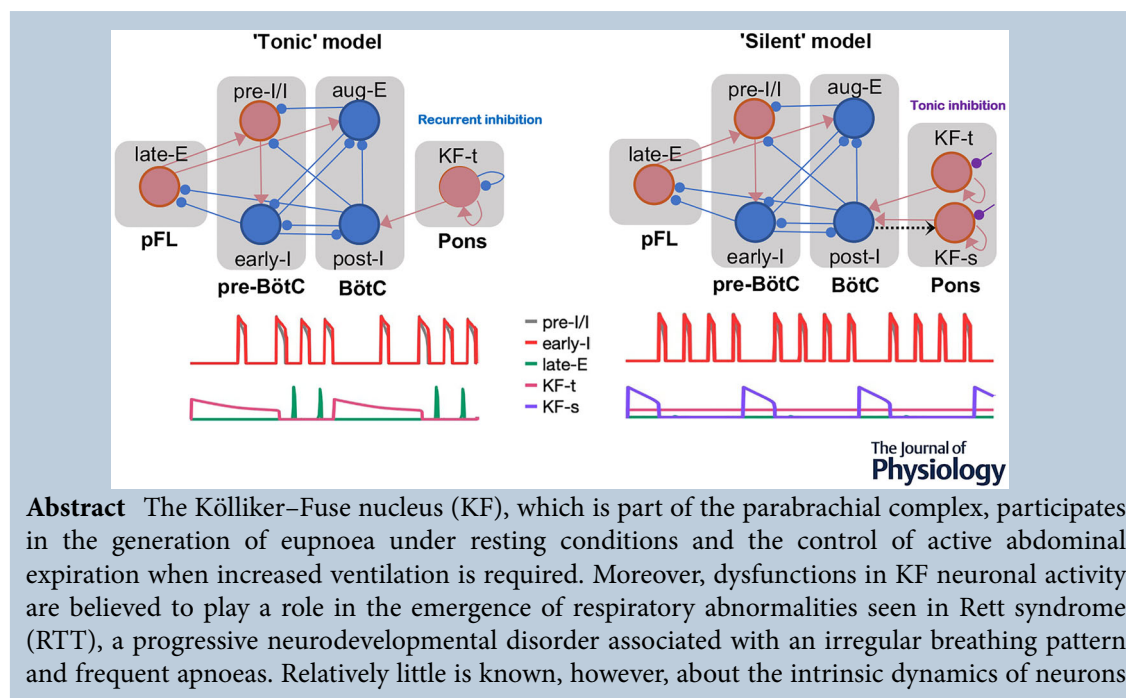 'Tonic' model
'Silent' model
pre-I/I
aug-E
Recurrent inhibition
late-E
KF-t
pFL
early-I
post-I
Pons
pre-BötC
BötC
pre-I/I
aug-E
Tonic inhibition
KF-t
late-E
pFL
early-I
post-I
KF-s
pre-BötC
BötC
Pons
pre-I/I
early-I
late-E
KF-t
KF-s
The Journal of
Physiology
Abstract The Kölliker–Fuse nucleus (KF), which is part of the parabrachial complex, participates
in the generation of eupnoea under resting conditions and the control of active abdominal
expiration when increased ventilation is required. Moreover, dysfunctions in KF neuronal activity
are believed to play a role in the emergence of respiratory abnormalities seen in Rett syndrome
(RTT), a progressive neurodevelopmental disorder associated with an irregular breathing pattern
and frequent apnoeas. Relatively little is known, however, about the intrinsic dynamics of neurons